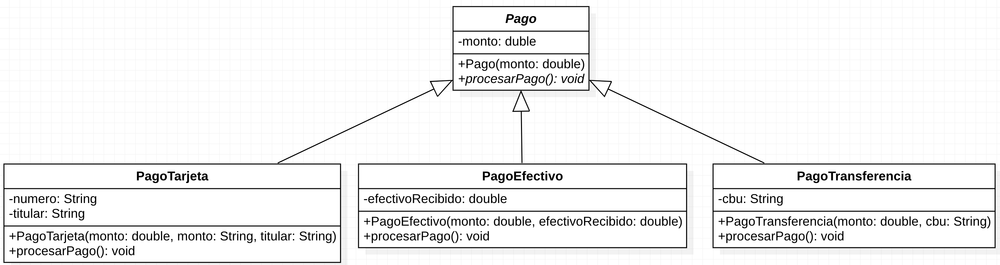 Pago
-monto: duble
+Pago(monto: double)
+procesarPago(): void
PagoTarjeta
-numero: String
-titular: String
+PagoTarjeta(monto: double, monto: String, titular: String)
+procesarPago(): void
PagoEfectivo
-efectivoRecibido: double
+PagoEfectivo(monto: double, efectivoRecibido: double)
+procesarPago(): void
PagoTransferencia
-cbu: String
+PagoTransferencia(monto: double, cbu: String)
+procesarPago(): void